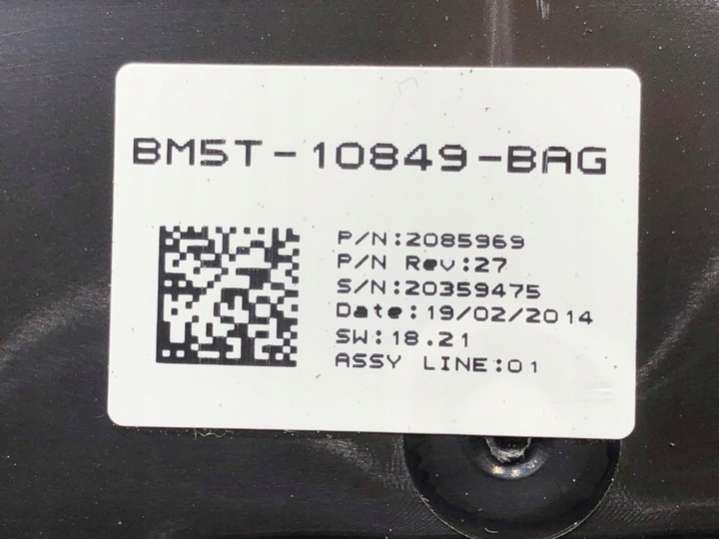 BM5T-10849-BAG
P/N:2085969
P/N Rev:27
S/N:20359475
Date:19/02/2014
SW:18.21
ASSY LINE:01